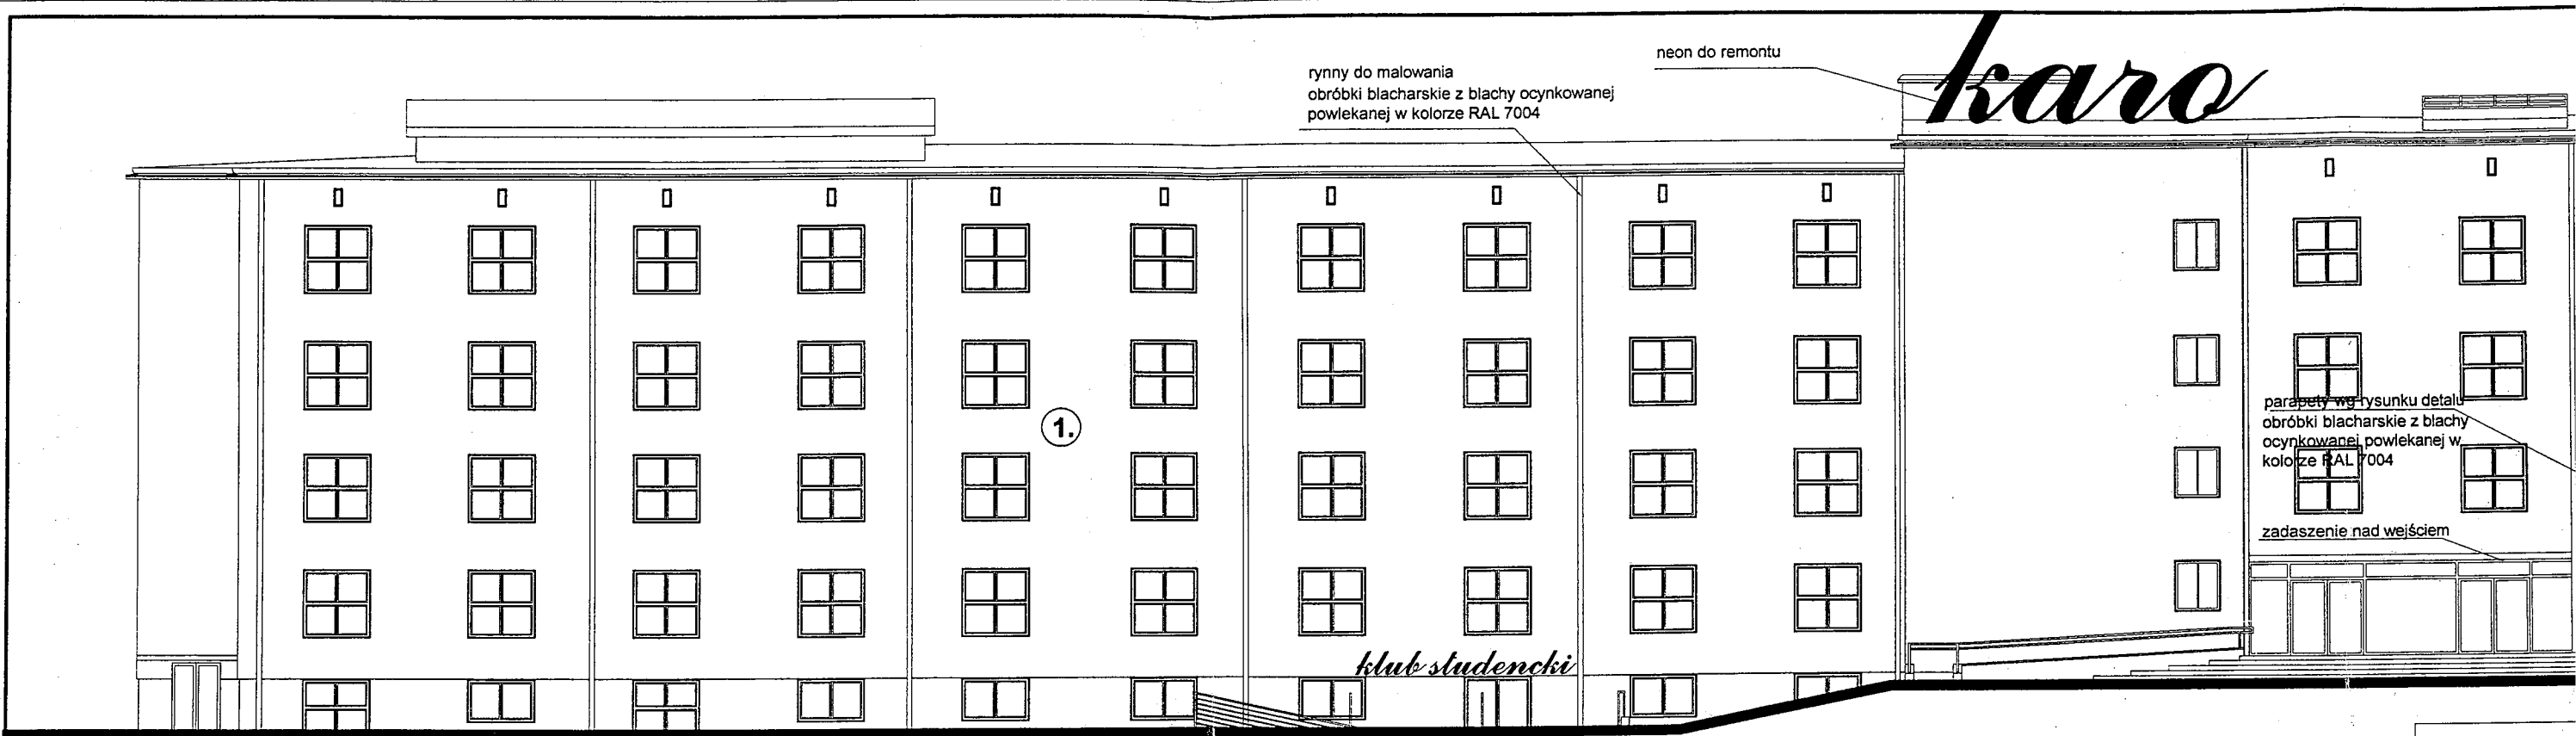 karo
neon do remontu
rynny do malowania
obróbki blacharskie z blachy ocynkowanej
powlekanej w kolorze RAL 7004
1.
parapety wg rysunku detalu
obróbki blacharskie z blachy
ocynkowanej powlekanej w
kolorze RAL 7004
zadaszenie nad wejściem
klub studencki